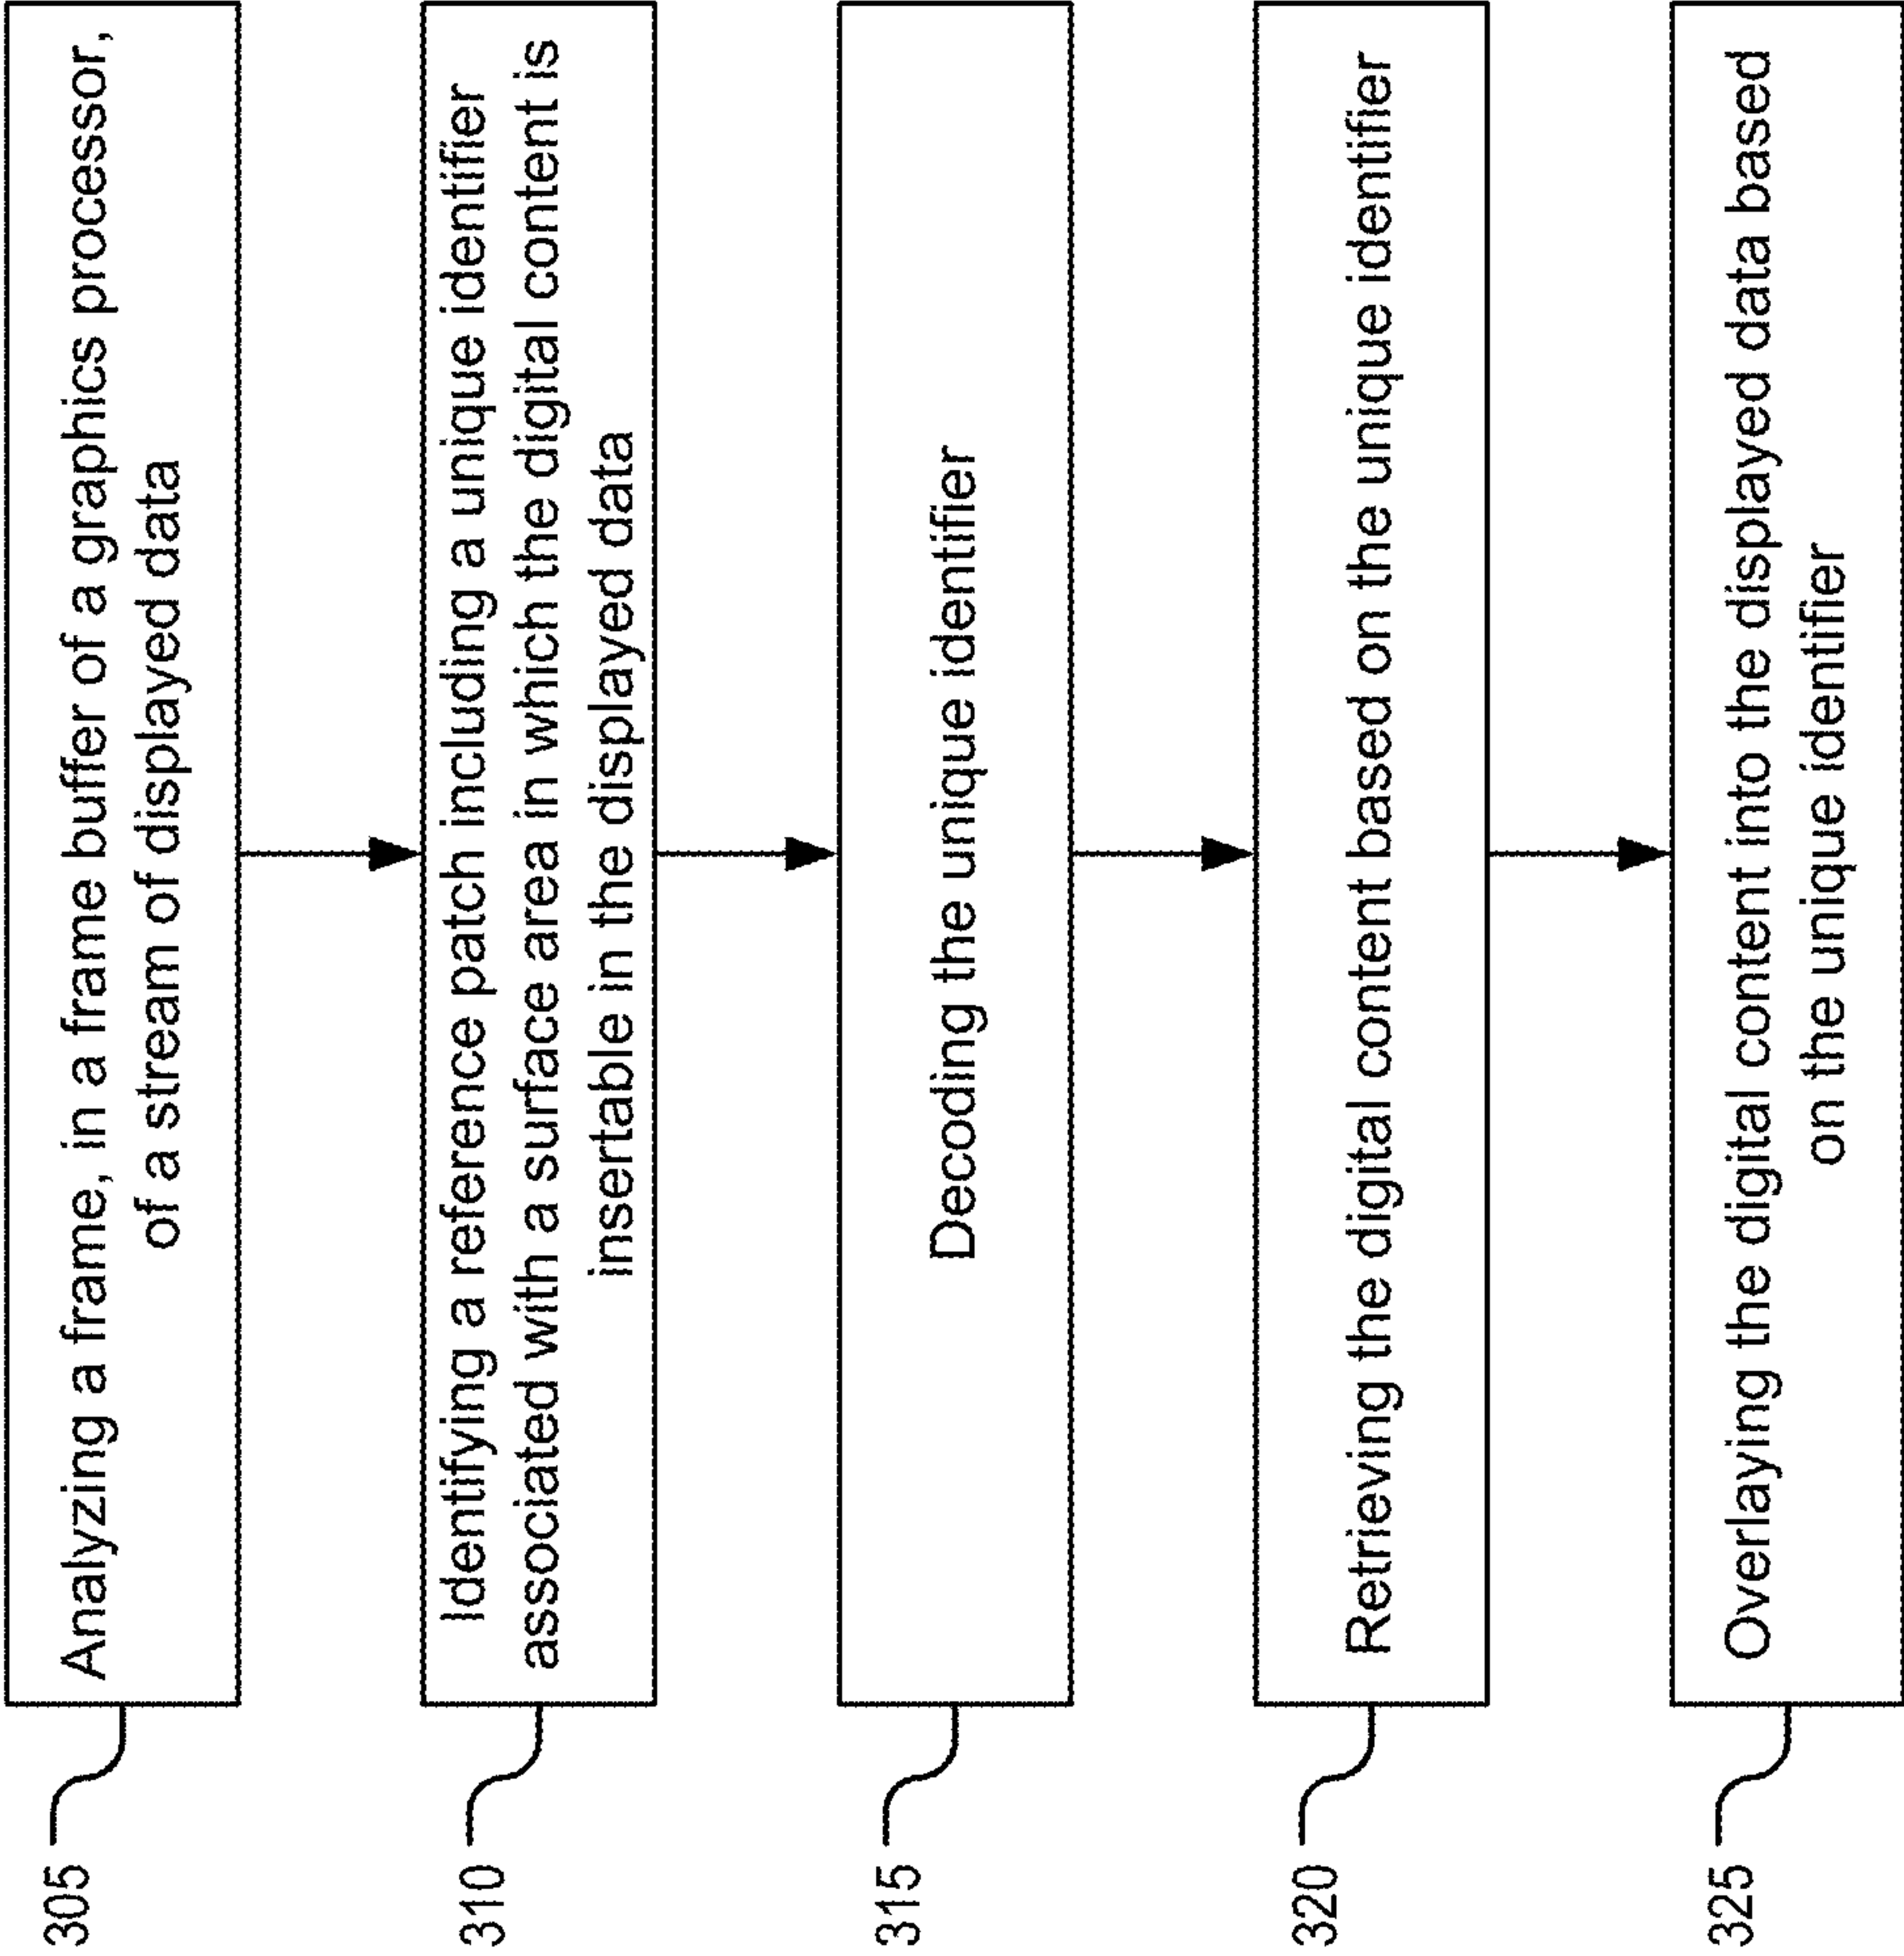 305
Analyzing a frame, in a frame buffer of a graphics processor,
of a stream of displayed data
310
Identifying a reference patch including a unique identifier
associated with a surface area in which the digital content is
insertable in the displayed data
315
Decoding the unique identifier
320
Retrieving the digital content based on the unique identifier
325
Overlaying the digital content into the displayed data based
on the unique identifier